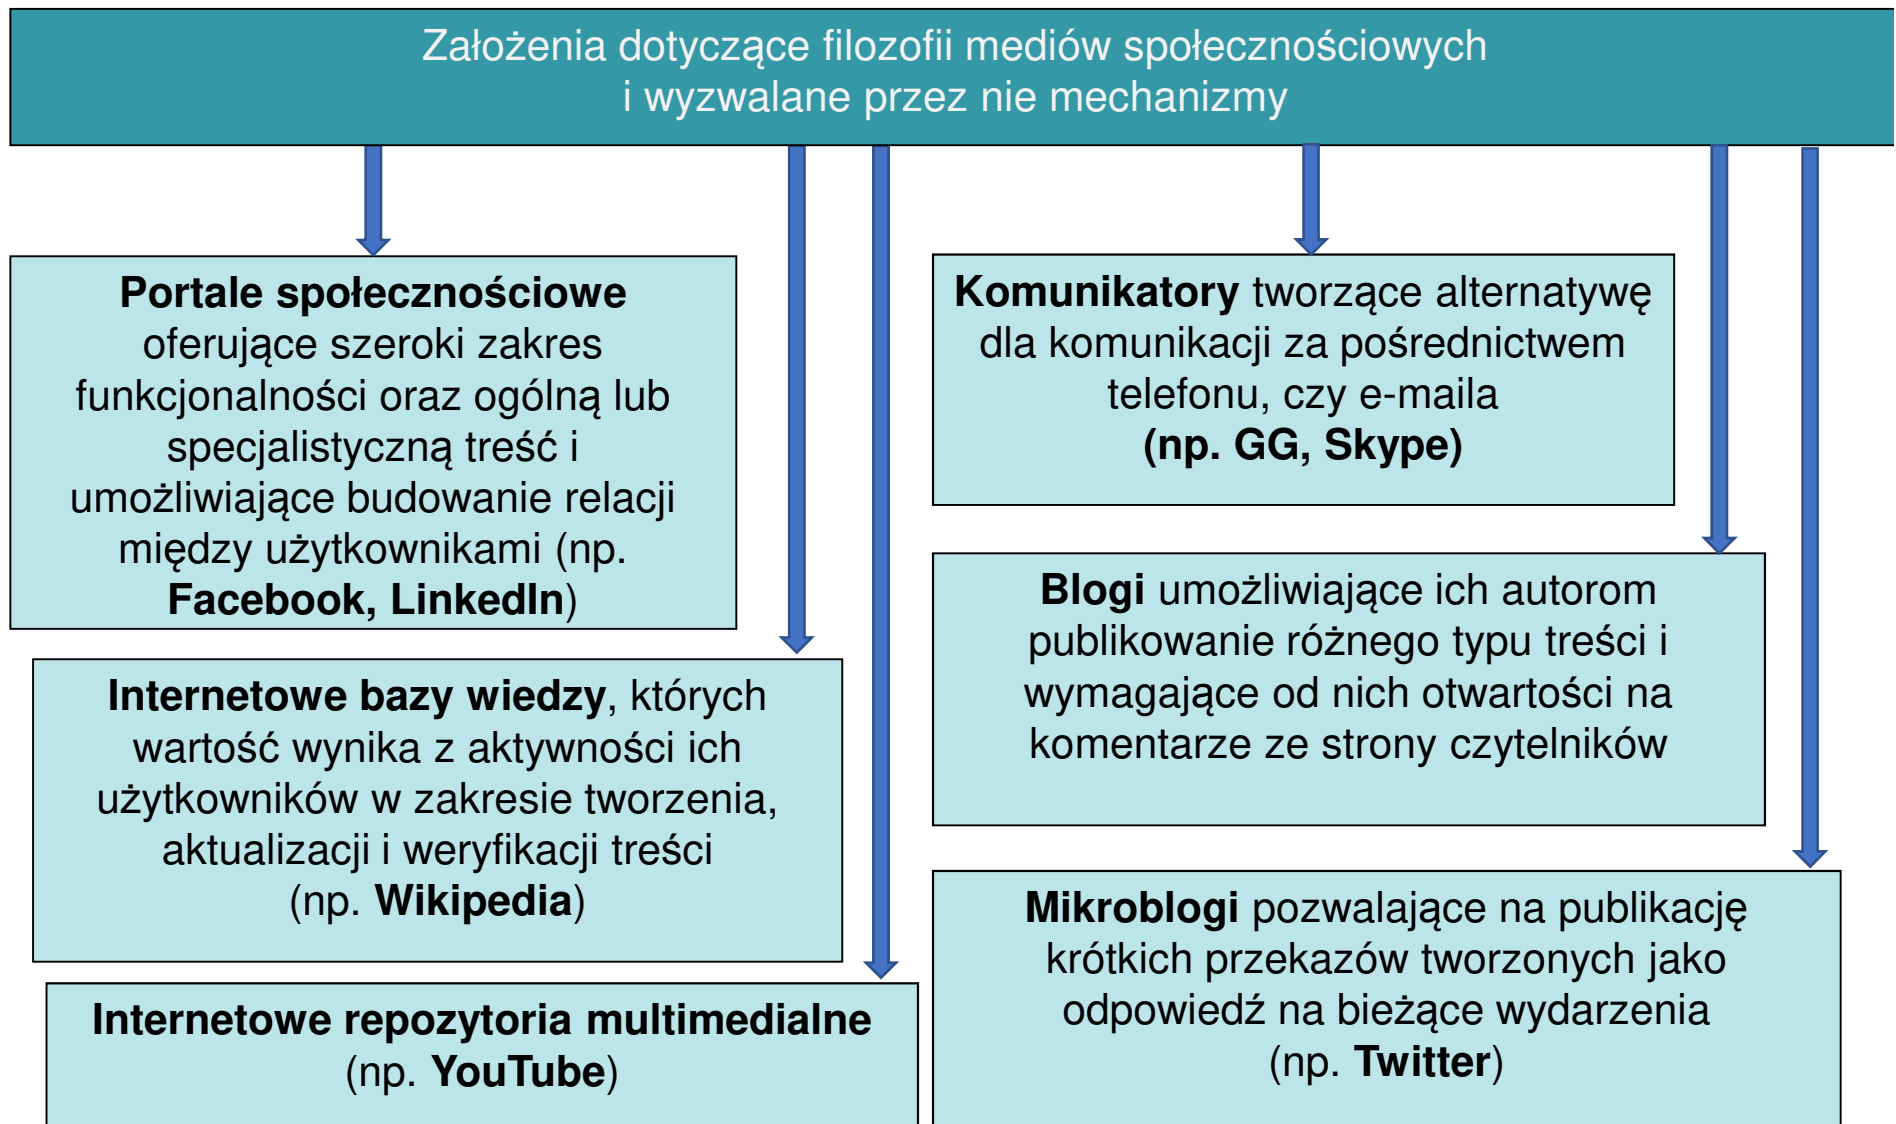 Założenia dotyczące filozofii mediów społecznościowych
i wyzwalane przez nie mechanizmy
Portale społecznościowe
oferujące szeroki zakres
funkcjonalności oraz ogólną lub
specjalistyczną treść i
umożliwiające budowanie relacji
między użytkownikami (np.
Facebook, LinkedIn)
Internetowe bazy wiedzy, których
wartość wynika z aktywności ich
użytkowników w zakresie tworzenia,
aktualizacji i weryfikacji treści
(np. Wikipedia)
Internetowe repozytoria multimedialne
(np. YouTube)
Komunikatory tworzące alternatywę
dla komunikacji za pośrednictwem
telefonu, czy e-maila
(np. GG, Skype)
Blogi umożliwiające ich autorom
publikowanie różnego typu treści i
wymagające od nich otwartości na
komentarze ze strony czytelników
Mikroblogi pozwalające na publikację
krótkich przekazów tworzonych jako
odpowiedź na bieżące wydarzenia
(np. Twitter)